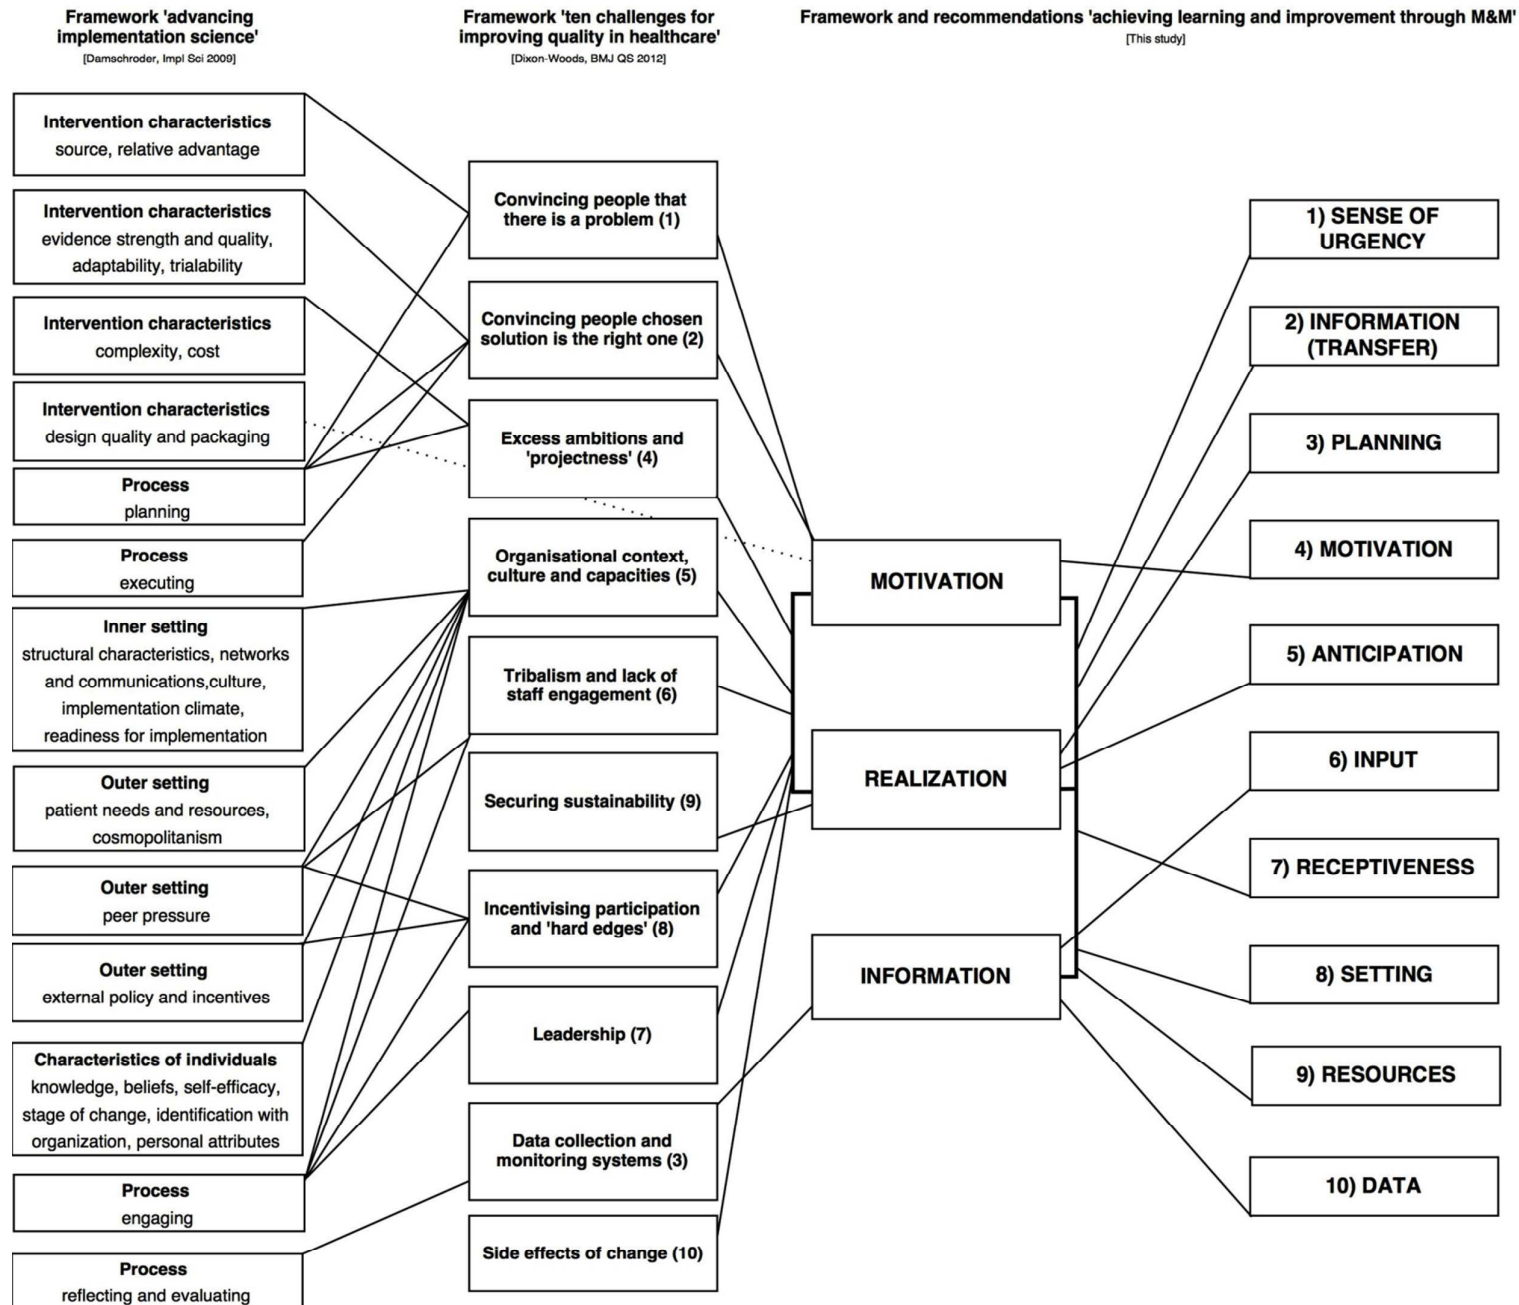 Framework 'advancing
implementation science'
[Damschroder, Impl Sci 2009]
Intervention characteristics
source, relative advantage
Intervention characteristics
evidence strength and quality,
adaptability, trialability
Intervention characteristics
complexity, cost
Intervention characteristics
design quality and packaging
Process
planning
Process
executing
Inner setting
structural characteristics, networks
and communications,culture,
implementation climate,
readiness for implementation
Outer setting
patient needs and resources,
cosmopolitanism
Outer setting
peer pressure
Outer setting
external policy and incentives
Characteristics of individuals
knowledge, beliefs, self-efficacy,
stage of change, identification with
organization, personal attributes
Process
engaging
Process
reflecting and evaluating
Framework 'ten challenges for
improving quality in healthcare'
[Dixon-Woods, BMJ QS 2012]
Convincing people that
there is a problem (1)
Convincing people chosen
solution is the right one (2)
Excess ambitions and
'projectness' (4)
Organisational context,
culture and capacities (5)
Tribalism and lack of
staff engagement (6)
Securing sustainability (9)
Incentivising participation
and 'hard edges' (8)
Leadership (7)
Data collection and
monitoring systems (3)
Side effects of change (10)
Framework and recommendations 'achieving learning and improvement through M&M'
[This study]
MOTIVATION
REALIZATION
INFORMATION
1) SENSE OF
URGENCY
2) INFORMATION
(TRANSFER)
3) PLANNING
4) MOTIVATION
5) ANTICIPATION
6) INPUT
7) RECEPTIVENESS
8) SETTING
9) RESOURCES
10) DATA